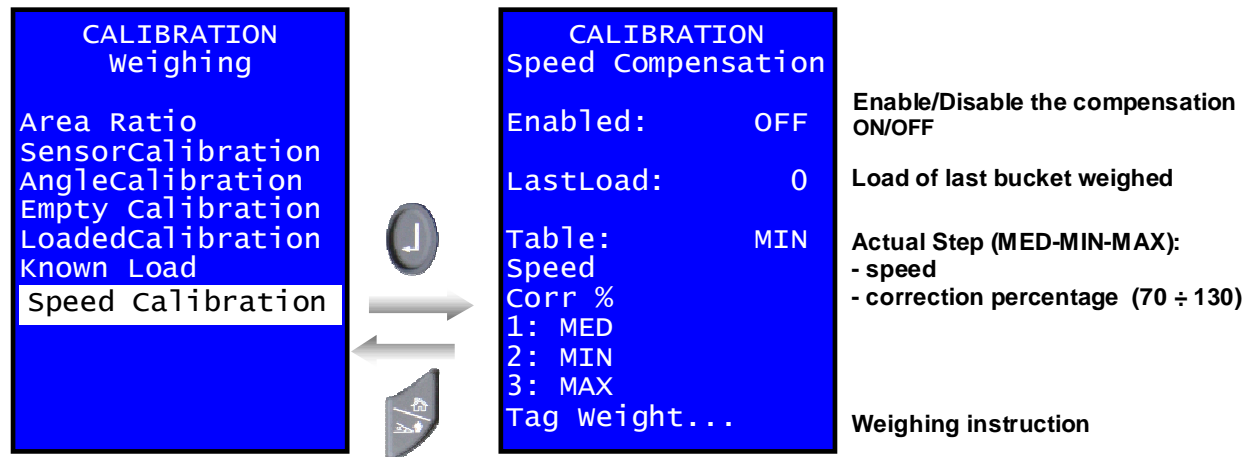 CALIBRATION
Weighing
Area Ratio
SensorCalibration
AngleCalibration
Empty Calibration
LoadedCalibration
Known Load
Speed Calibration
CALIBRATION
Speed Compensation
Enabled: OFF
LastLoad: 0
Table: MIN
Speed
Corr %
1: MED
2: MIN
3: MAX
Tag Weight...
Enable/Disable the compensation
ON/OFF
Load of last bucket weighed
Actual Step (MED-MIN-MAX):
- speed
- correction percentage (70 ÷ 130)
Weighing instruction